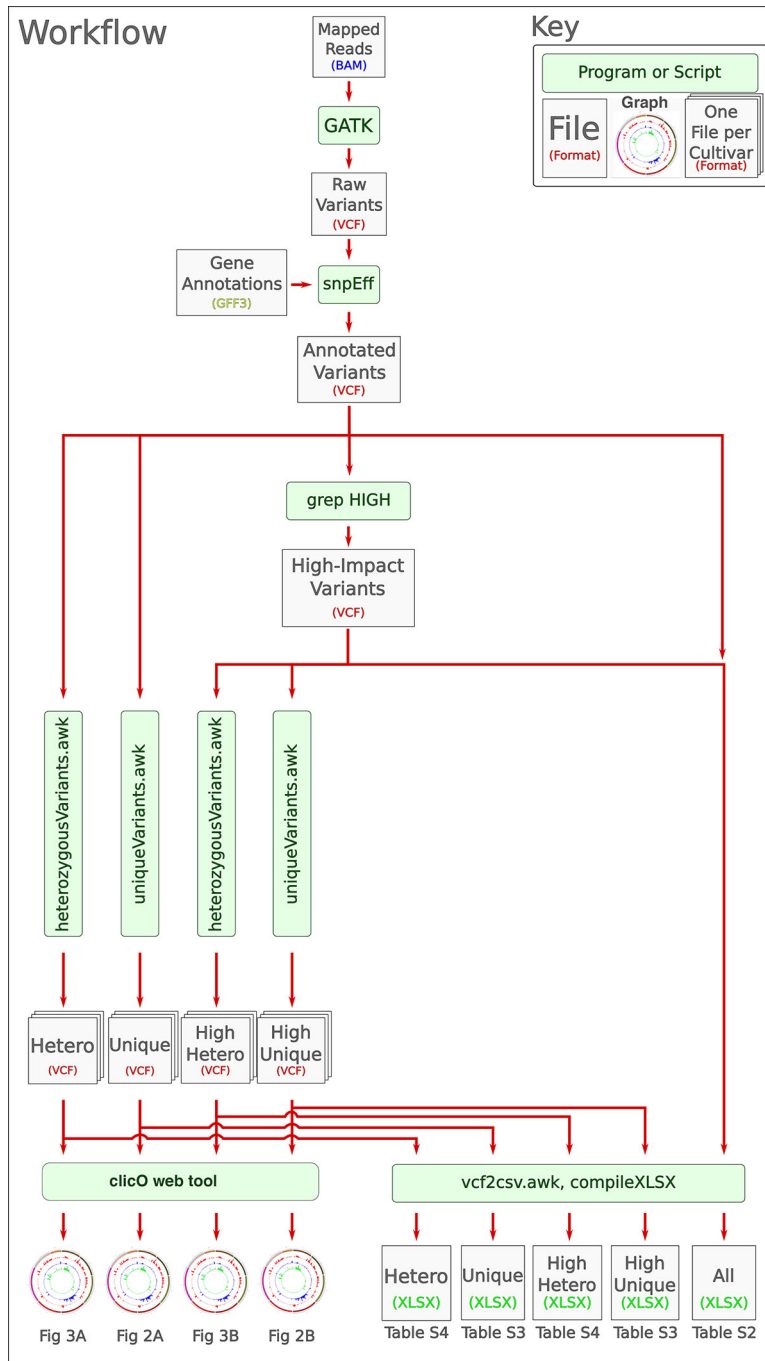 Workflow
Key
Mapped
Reads
(BAM)
Program or Script
File
(Format)
Graph
One
File per
Cultivar
(Format)
GATK
Raw
Variants
(VCF)
Gene
Annotations
(GFF3)
snpEff
Annotated
Variants
(VCF)
grep HIGH
High-Impact
Variants
(VCF)
heterozygousVariants.awk
uniqueVariants.awk
heterozygousVariants.awk
uniqueVariants.awk
Hetero
(VCF)
Unique
(VCF)
High
Hetero
(VCF)
High
Unique
(VCF)
clicO web tool
vcf2csv.awk, compileXLSX
Fig 3A
Fig 2A
Fig 3B
Fig 2B
Hetero
(XLSX)
Table S4
Unique
(XLSX)
Table S3
High
Hetero
(XLSX)
Table S4
High
Unique
(XLSX)
Table S3
All
(XLSX)
Table S2